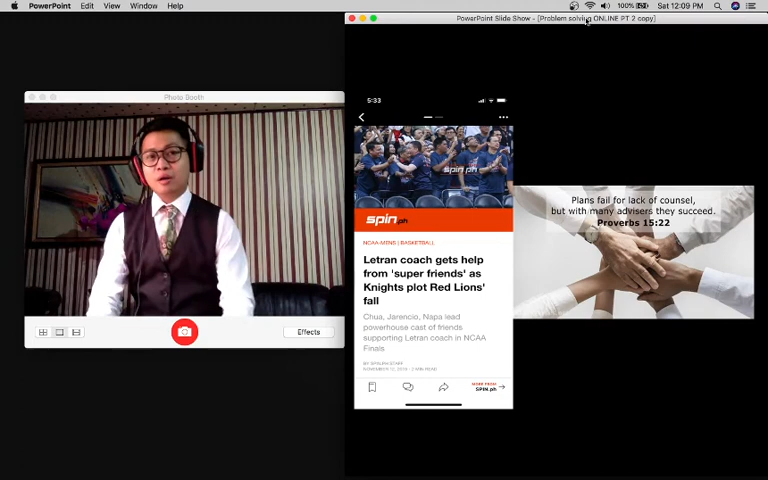 PowerPoint Edit View Window Help
100% Sat 12:09 PM
PowerPoint Slide Show - [Problem solving ONLINE PT 2 copy]
Photo Booth
Effects
5:33
spin.ph
spin.ph
NCAA-MENS | BASKETBALL
Letran coach gets help
from 'super friends' as
Knights plot Red Lions'
fall
Chua, Jarencio, Napa lead
powerhouse cast of friends
supporting Letran coach in NCAA
Finals
MORE FROM
SPIN.ph
Plans fail for lack of counsel,
but with many advisers they succeed.
Proverbs 15:22